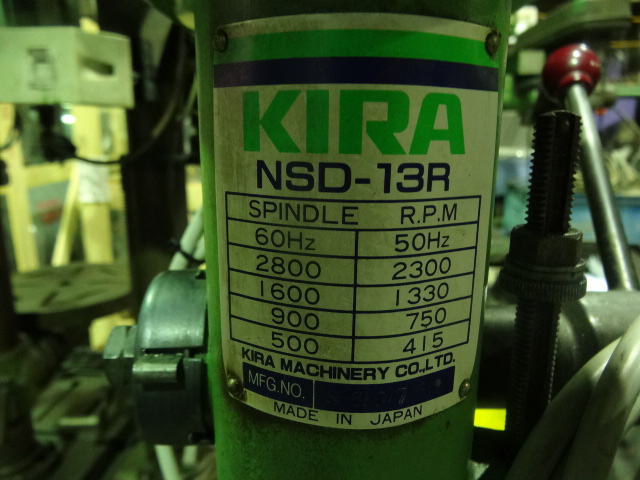 KIRA
NSD-13R
SPINDLE R.P.M
60Hz 50Hz
2800 2300
1600 1330
900 750
500 415
KIRA MACHINERY CO.,LTD.
MFG.NO.
MADE IN JAPAN